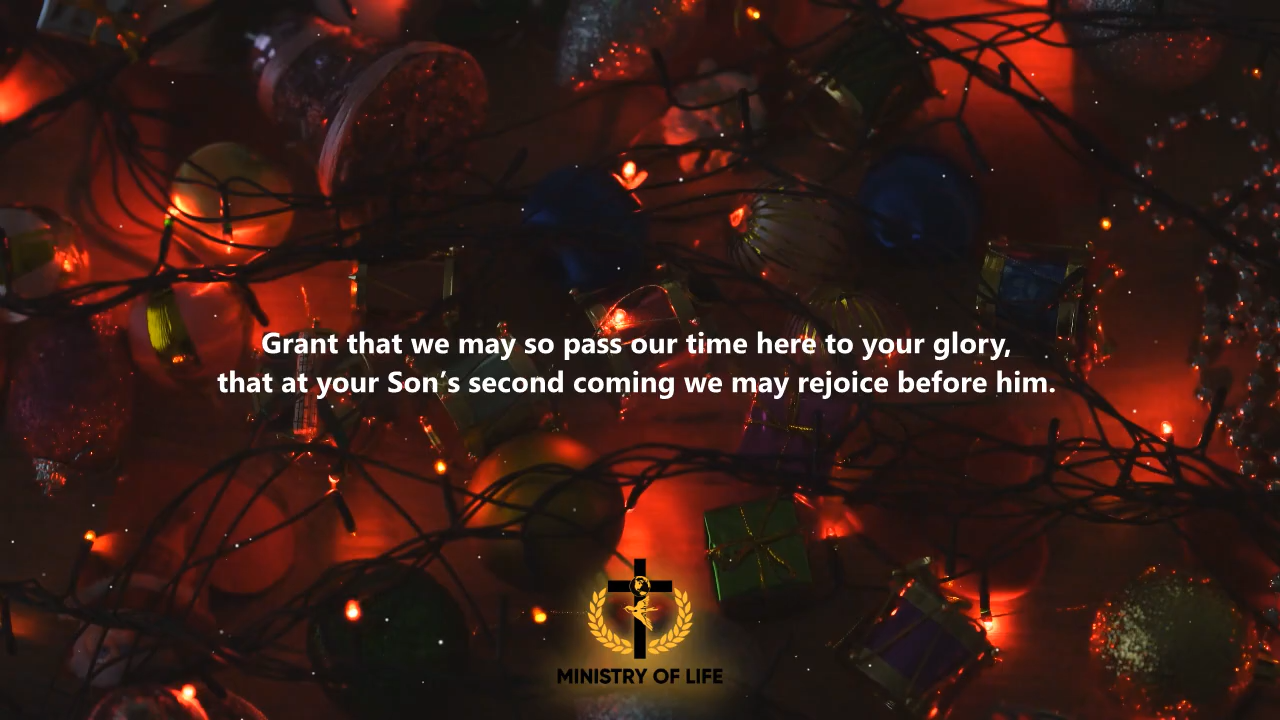 Grant that we may so pass our time here to your glory,
that at your Son’s second coming we may rejoice before him.
MINISTRY OF LIFE